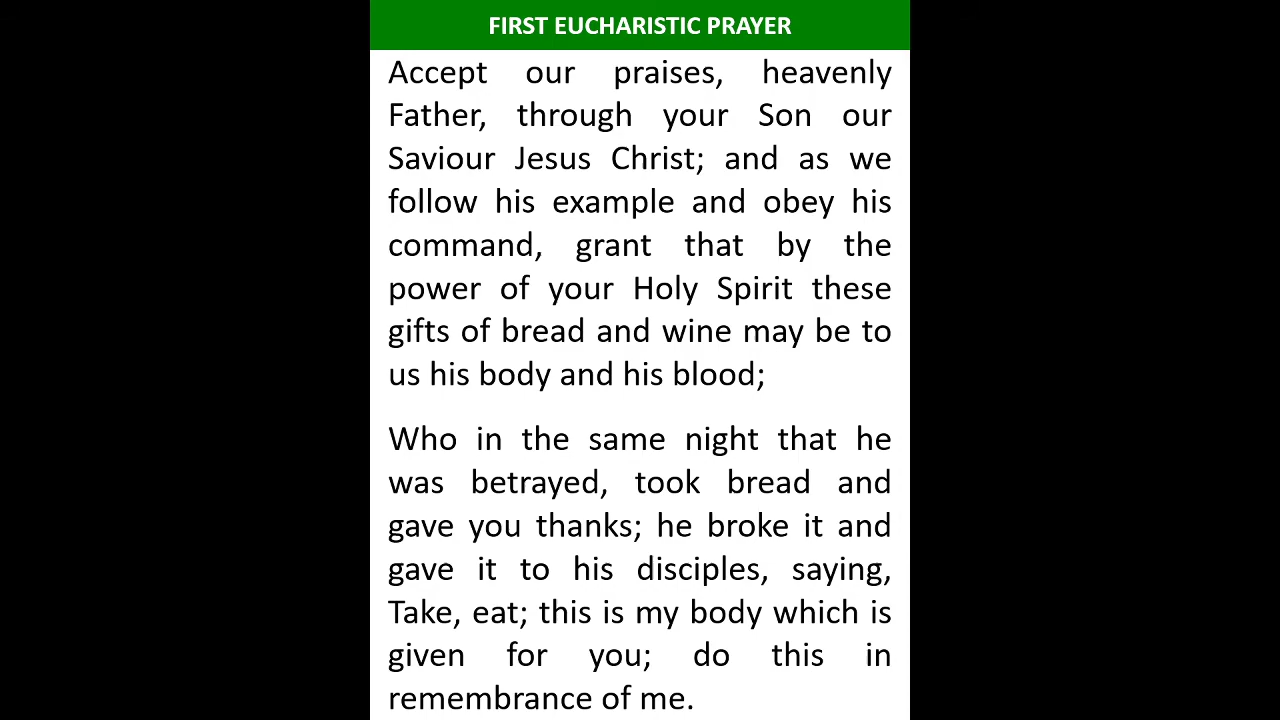 FIRST EUCHARISTIC PRAYER
Accept our praises, heavenly
Father, through your Son our
Saviour Jesus Christ; and as we
follow his example and obey his
command, grant that by the
power of your Holy Spirit these
gifts of bread and wine may be to
us his body and his blood;
Who in the same night that he
was betrayed, took bread and
gave you thanks; he broke it and
gave it to his disciples, saying,
Take, eat; this is my body which is
given for you; do this in
remembrance of me.